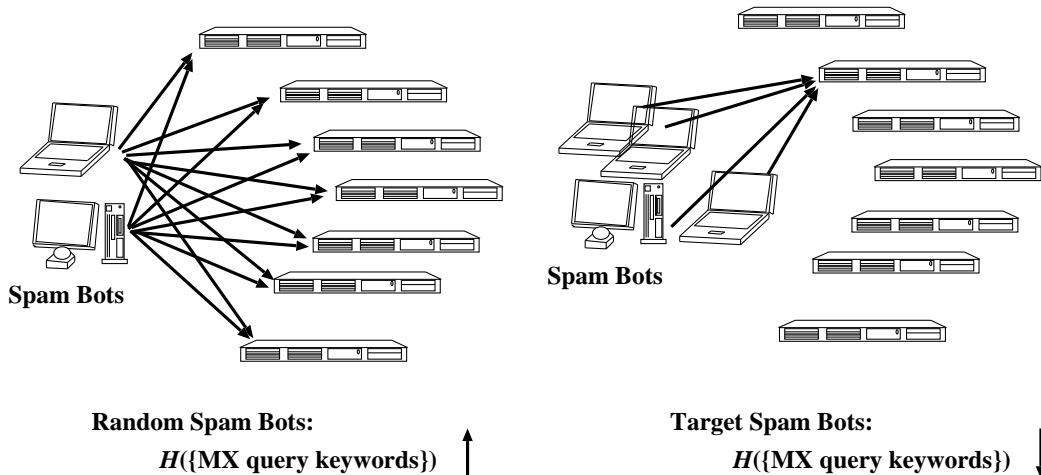 Spam Bots
Spam Bots
Random Spam Bots:
H({MX query keywords})
Target Spam Bots:
H({MX query keywords})